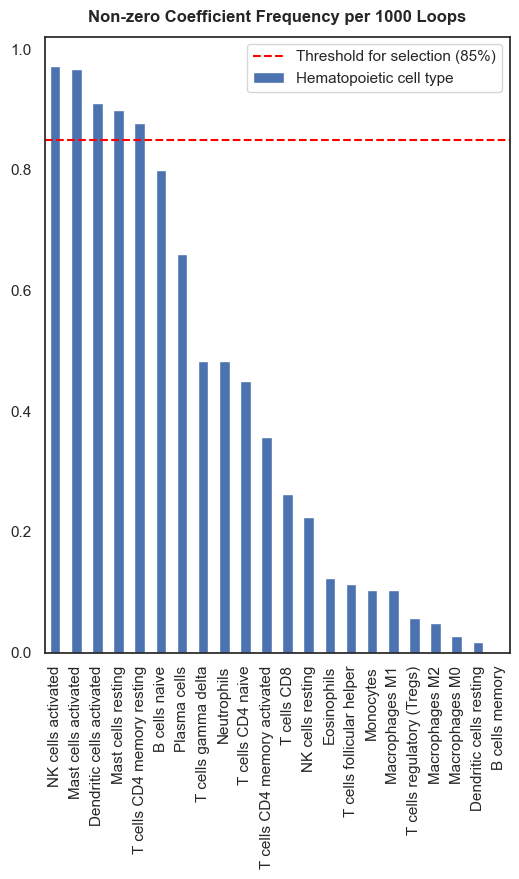 Non-zero Coefficient Frequency per 1000 Loops
Threshold for selection (85%)
Hematopoietic cell type
1.0
0.8
0.6
0.4
0.2
0.0
NK cells activated
Mast cells activated
Dendritic cells activated
Mast cells resting
T cells CD4 memory resting
B cells naive
Plasma cells
T cells gamma delta
Neutrophils
T cells CD4 naive
T cells CD4 memory activated
T cells CD8
NK cells resting
Eosinophils
T cells follicular helper
Monocytes
Macrophages M1
T cells regulatory (Tregs)
Macrophages M2
Macrophages M0
Dendritic cells resting
B cells memory